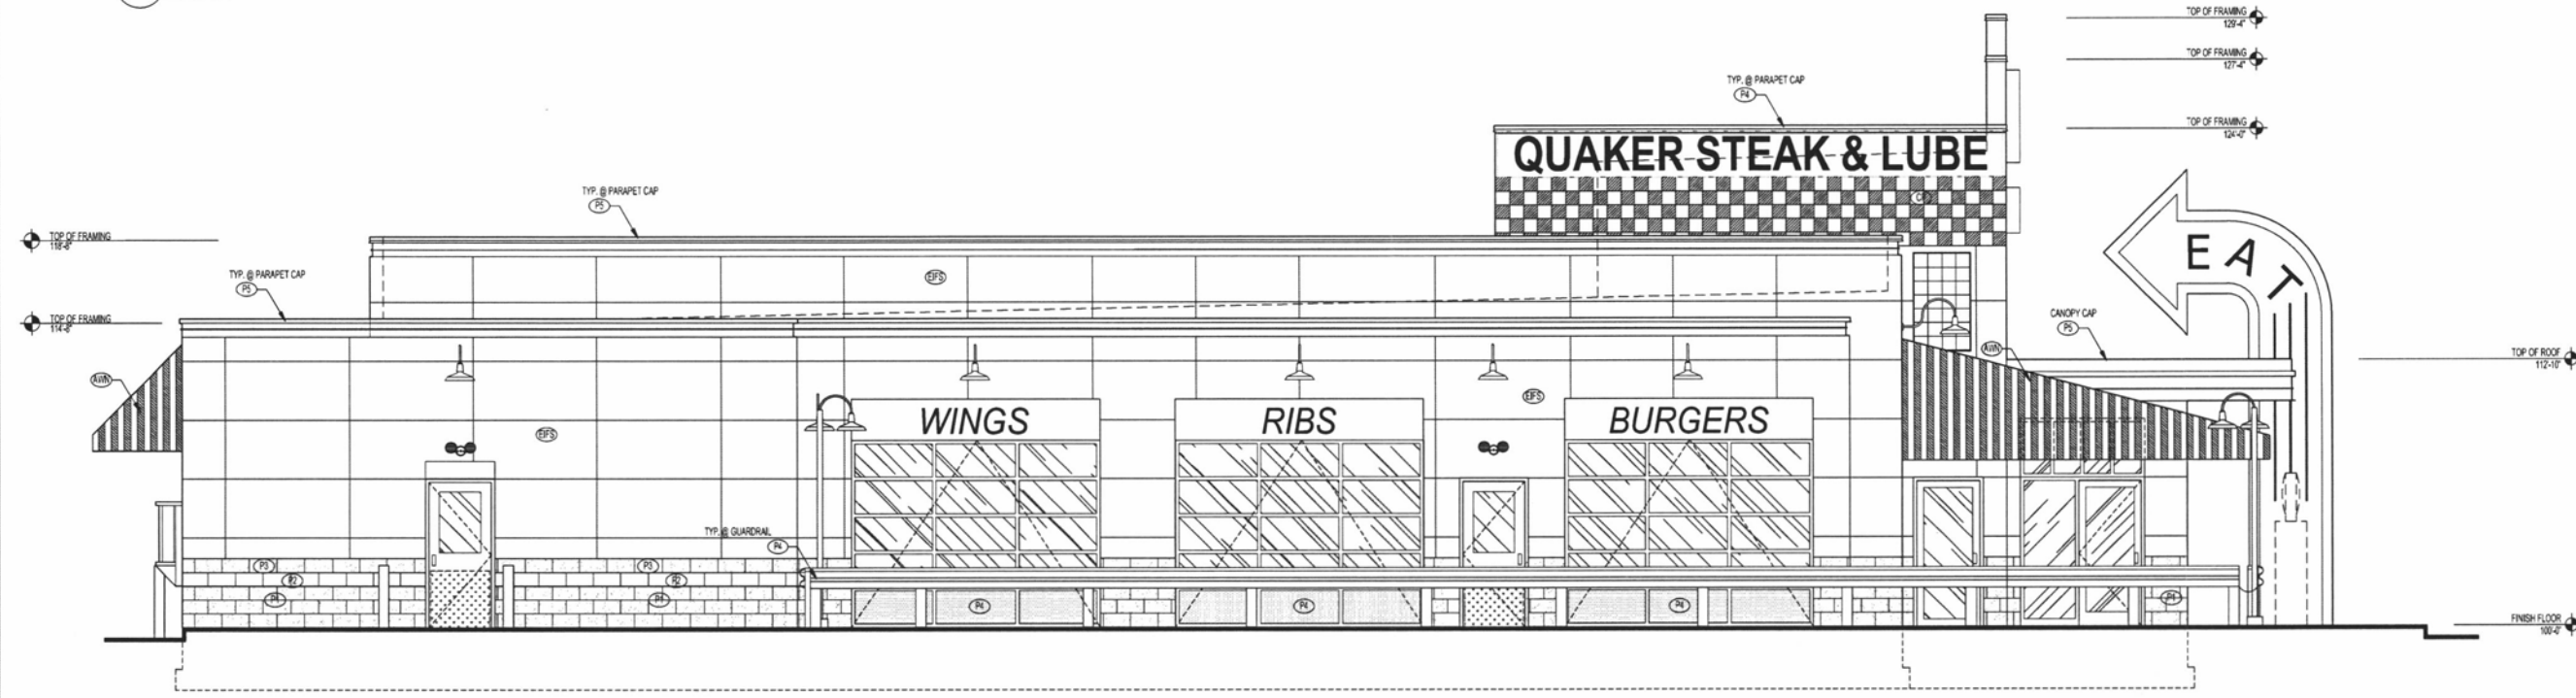 TOP OF FRAMING
129'-4"
TOP OF FRAMING
127'-4"
TYP. @ PARAPET CAP
P4
TOP OF FRAMING
124'-0"
QUAKER STEAK & LUBE
TYP. @ PARAPET CAP
P5
EAT
TOP OF FRAMING
118'-8"
TYP. @ PARAPET CAP
P5
EIFS
TOP OF FRAMING
114'-8"
CANOPY CAP
P5
AWN
TOP OF ROOF
112'-10"
AWN
EIFS
WINGS
RIBS
BURGERS
EIFS
TYP. @ GUARDRAIL
P4
P3
P3
P2
P2
P1
P1
P4
P4
P4
P1
FINISH FLOOR
100'-0"